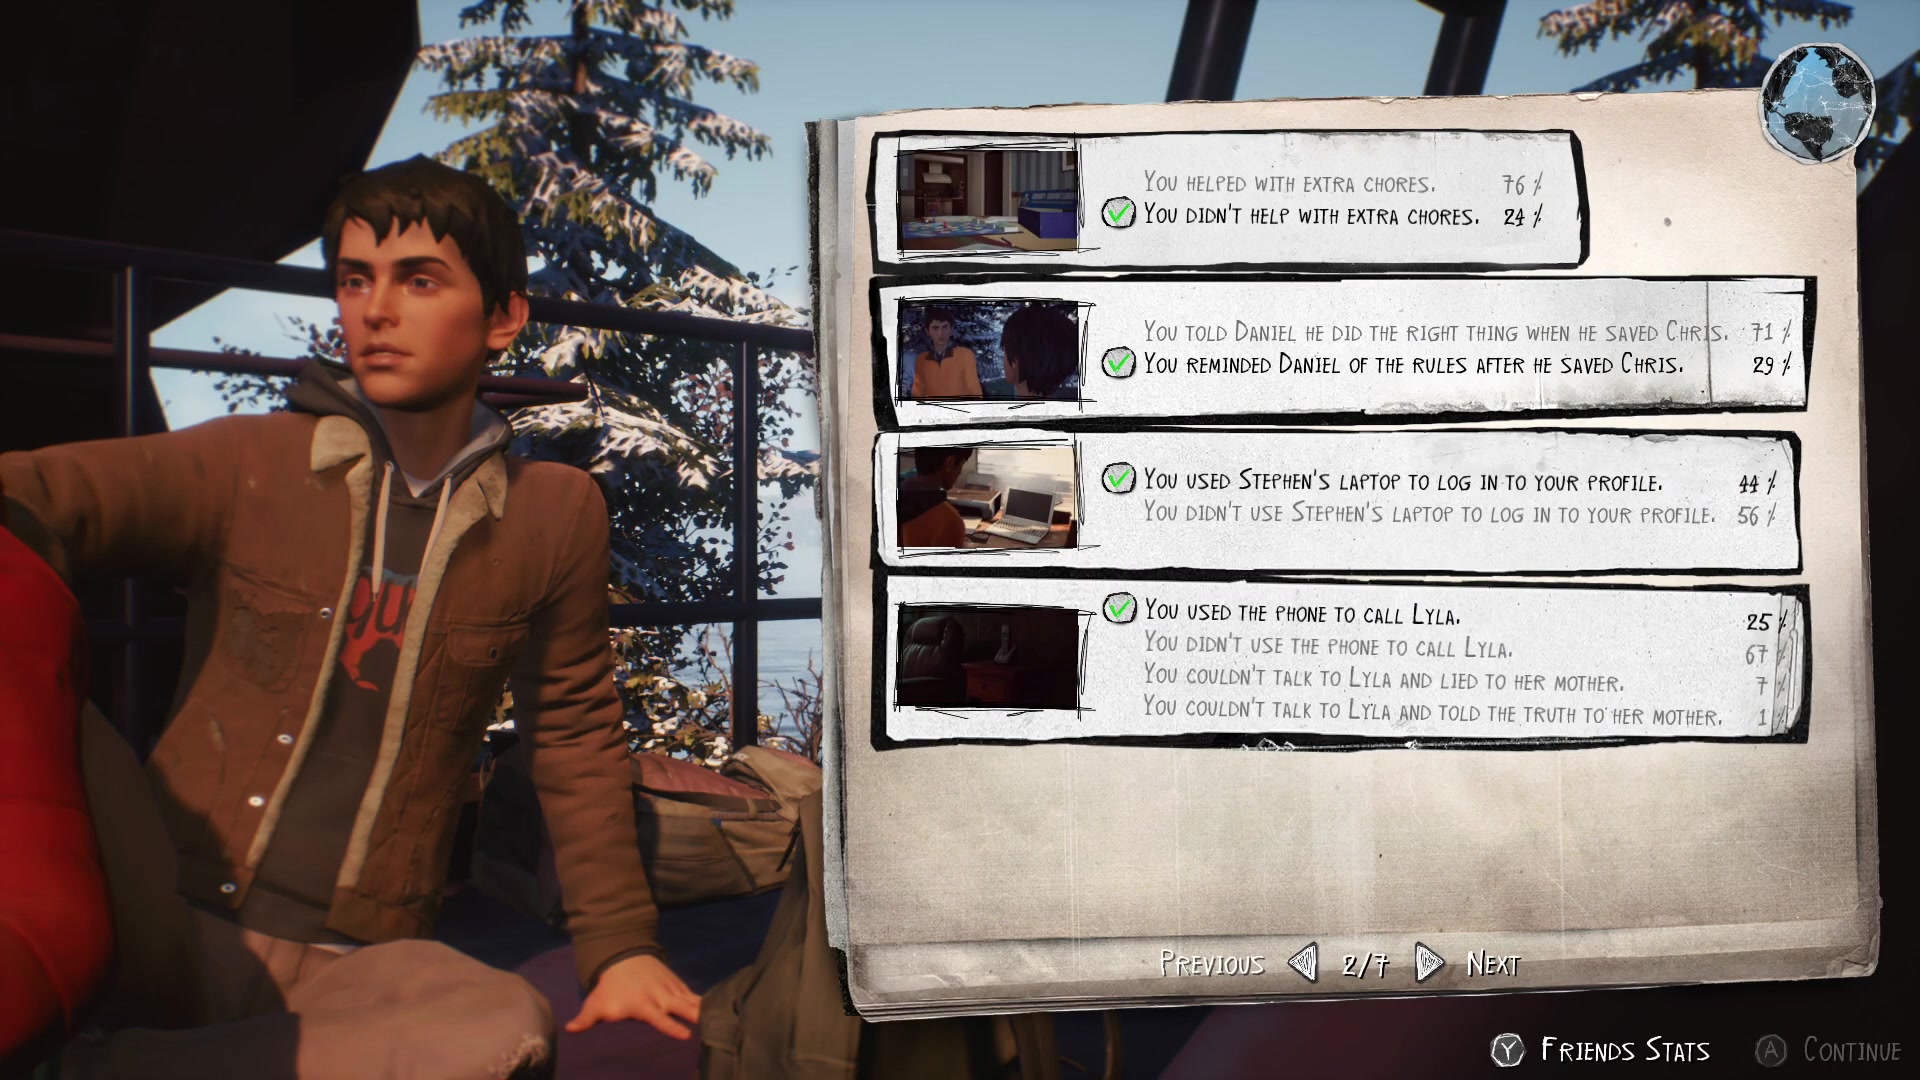 You helped with extra chores. 76 %
You didn't help with extra chores. 24 %
You told Daniel he did the right thing when he saved Chris. 71 %
You reminded Daniel of the rules after he saved Chris. 29 %
You used Stephen's laptop to log in to your profile. 44 %
You didn't use Stephen's laptop to log in to your profile. 56 %
You used the phone to call Lyla. 25 %
You didn't use the phone to call Lyla. 67 %
You couldn't talk to Lyla and lied to her mother. 7 %
You couldn't talk to Lyla and told the truth to her mother. 1 %
Previous 2/7 Next
Y Friends Stats A Continue